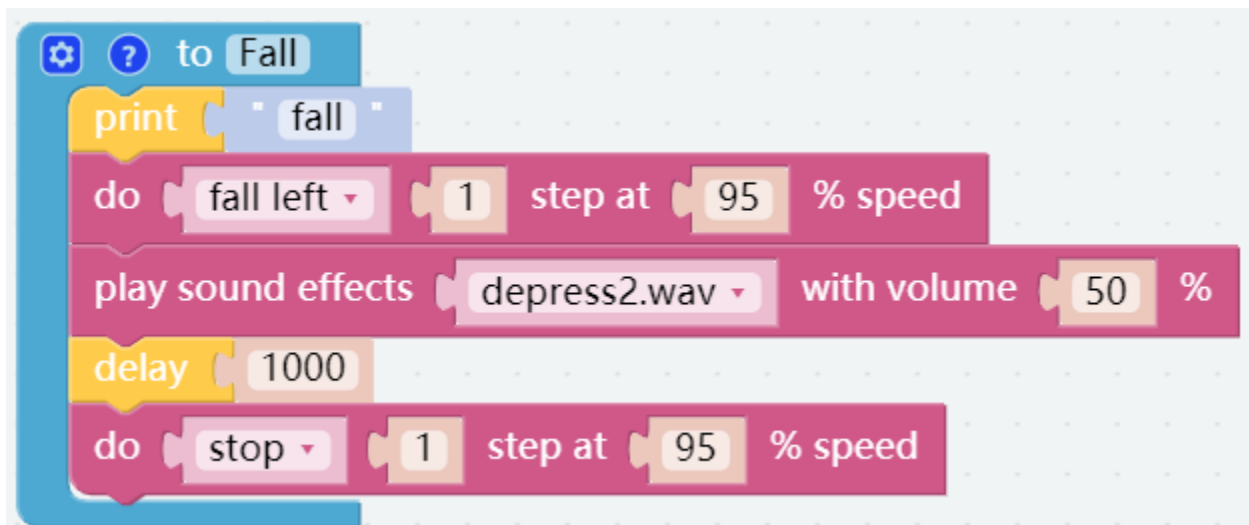 ? to Fall
print " fall "
do fall left 1 step at 95 % speed
play sound effects depress2.wav with volume 50 %
delay 1000
do stop 1 step at 95 % speed